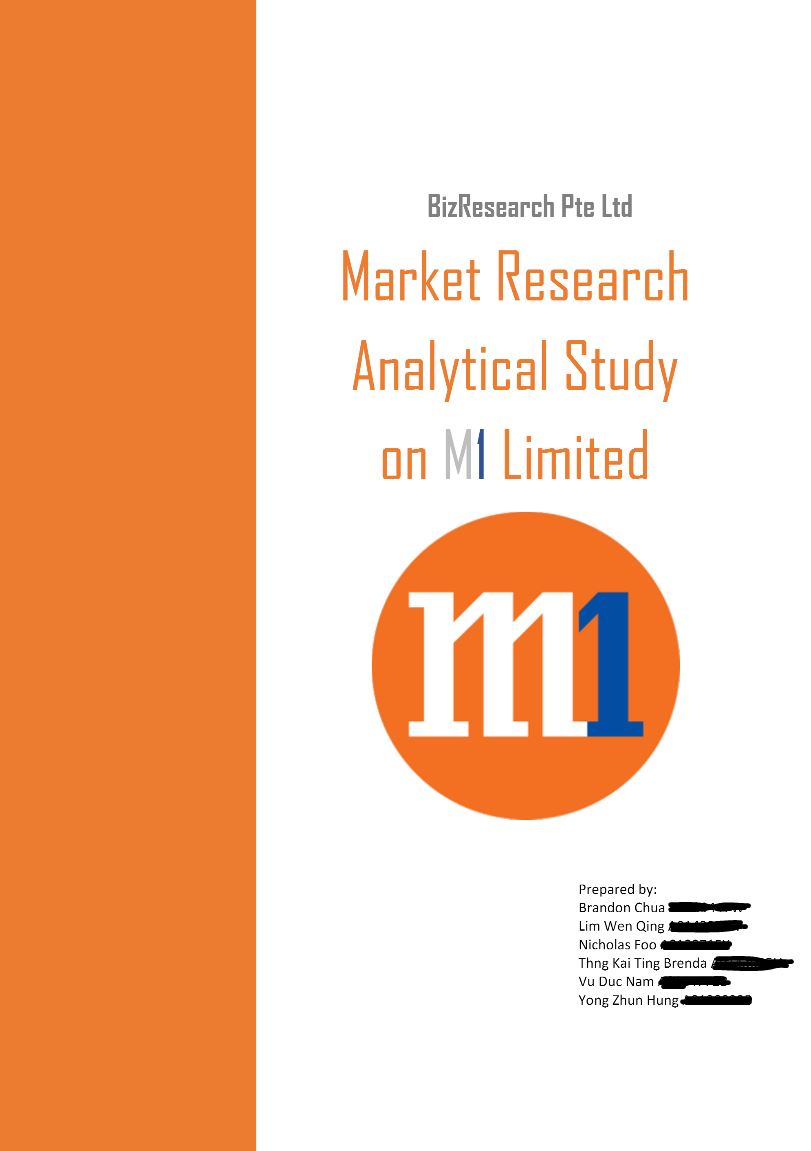 BizResearch Pte Ltd
Market Research
Analytical Study
on M1 Limited
m1
Prepared by:
Brandon Chua
Lim Wen Qing
Nicholas Foo
Thng Kai Ting Brenda
Vu Duc Nam
Yong Zhun Hung